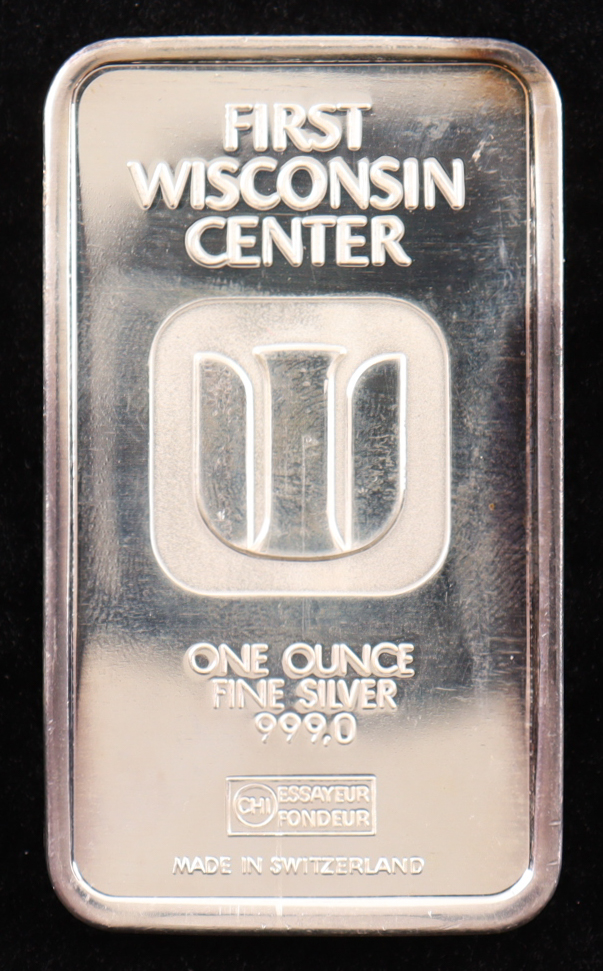 FIRST
WISCONSIN
CENTER
ONE OUNCE
FINE SILVER
999,0
CHI ESSAYEUR
FONDEUR
MADE IN SWITZERLAND